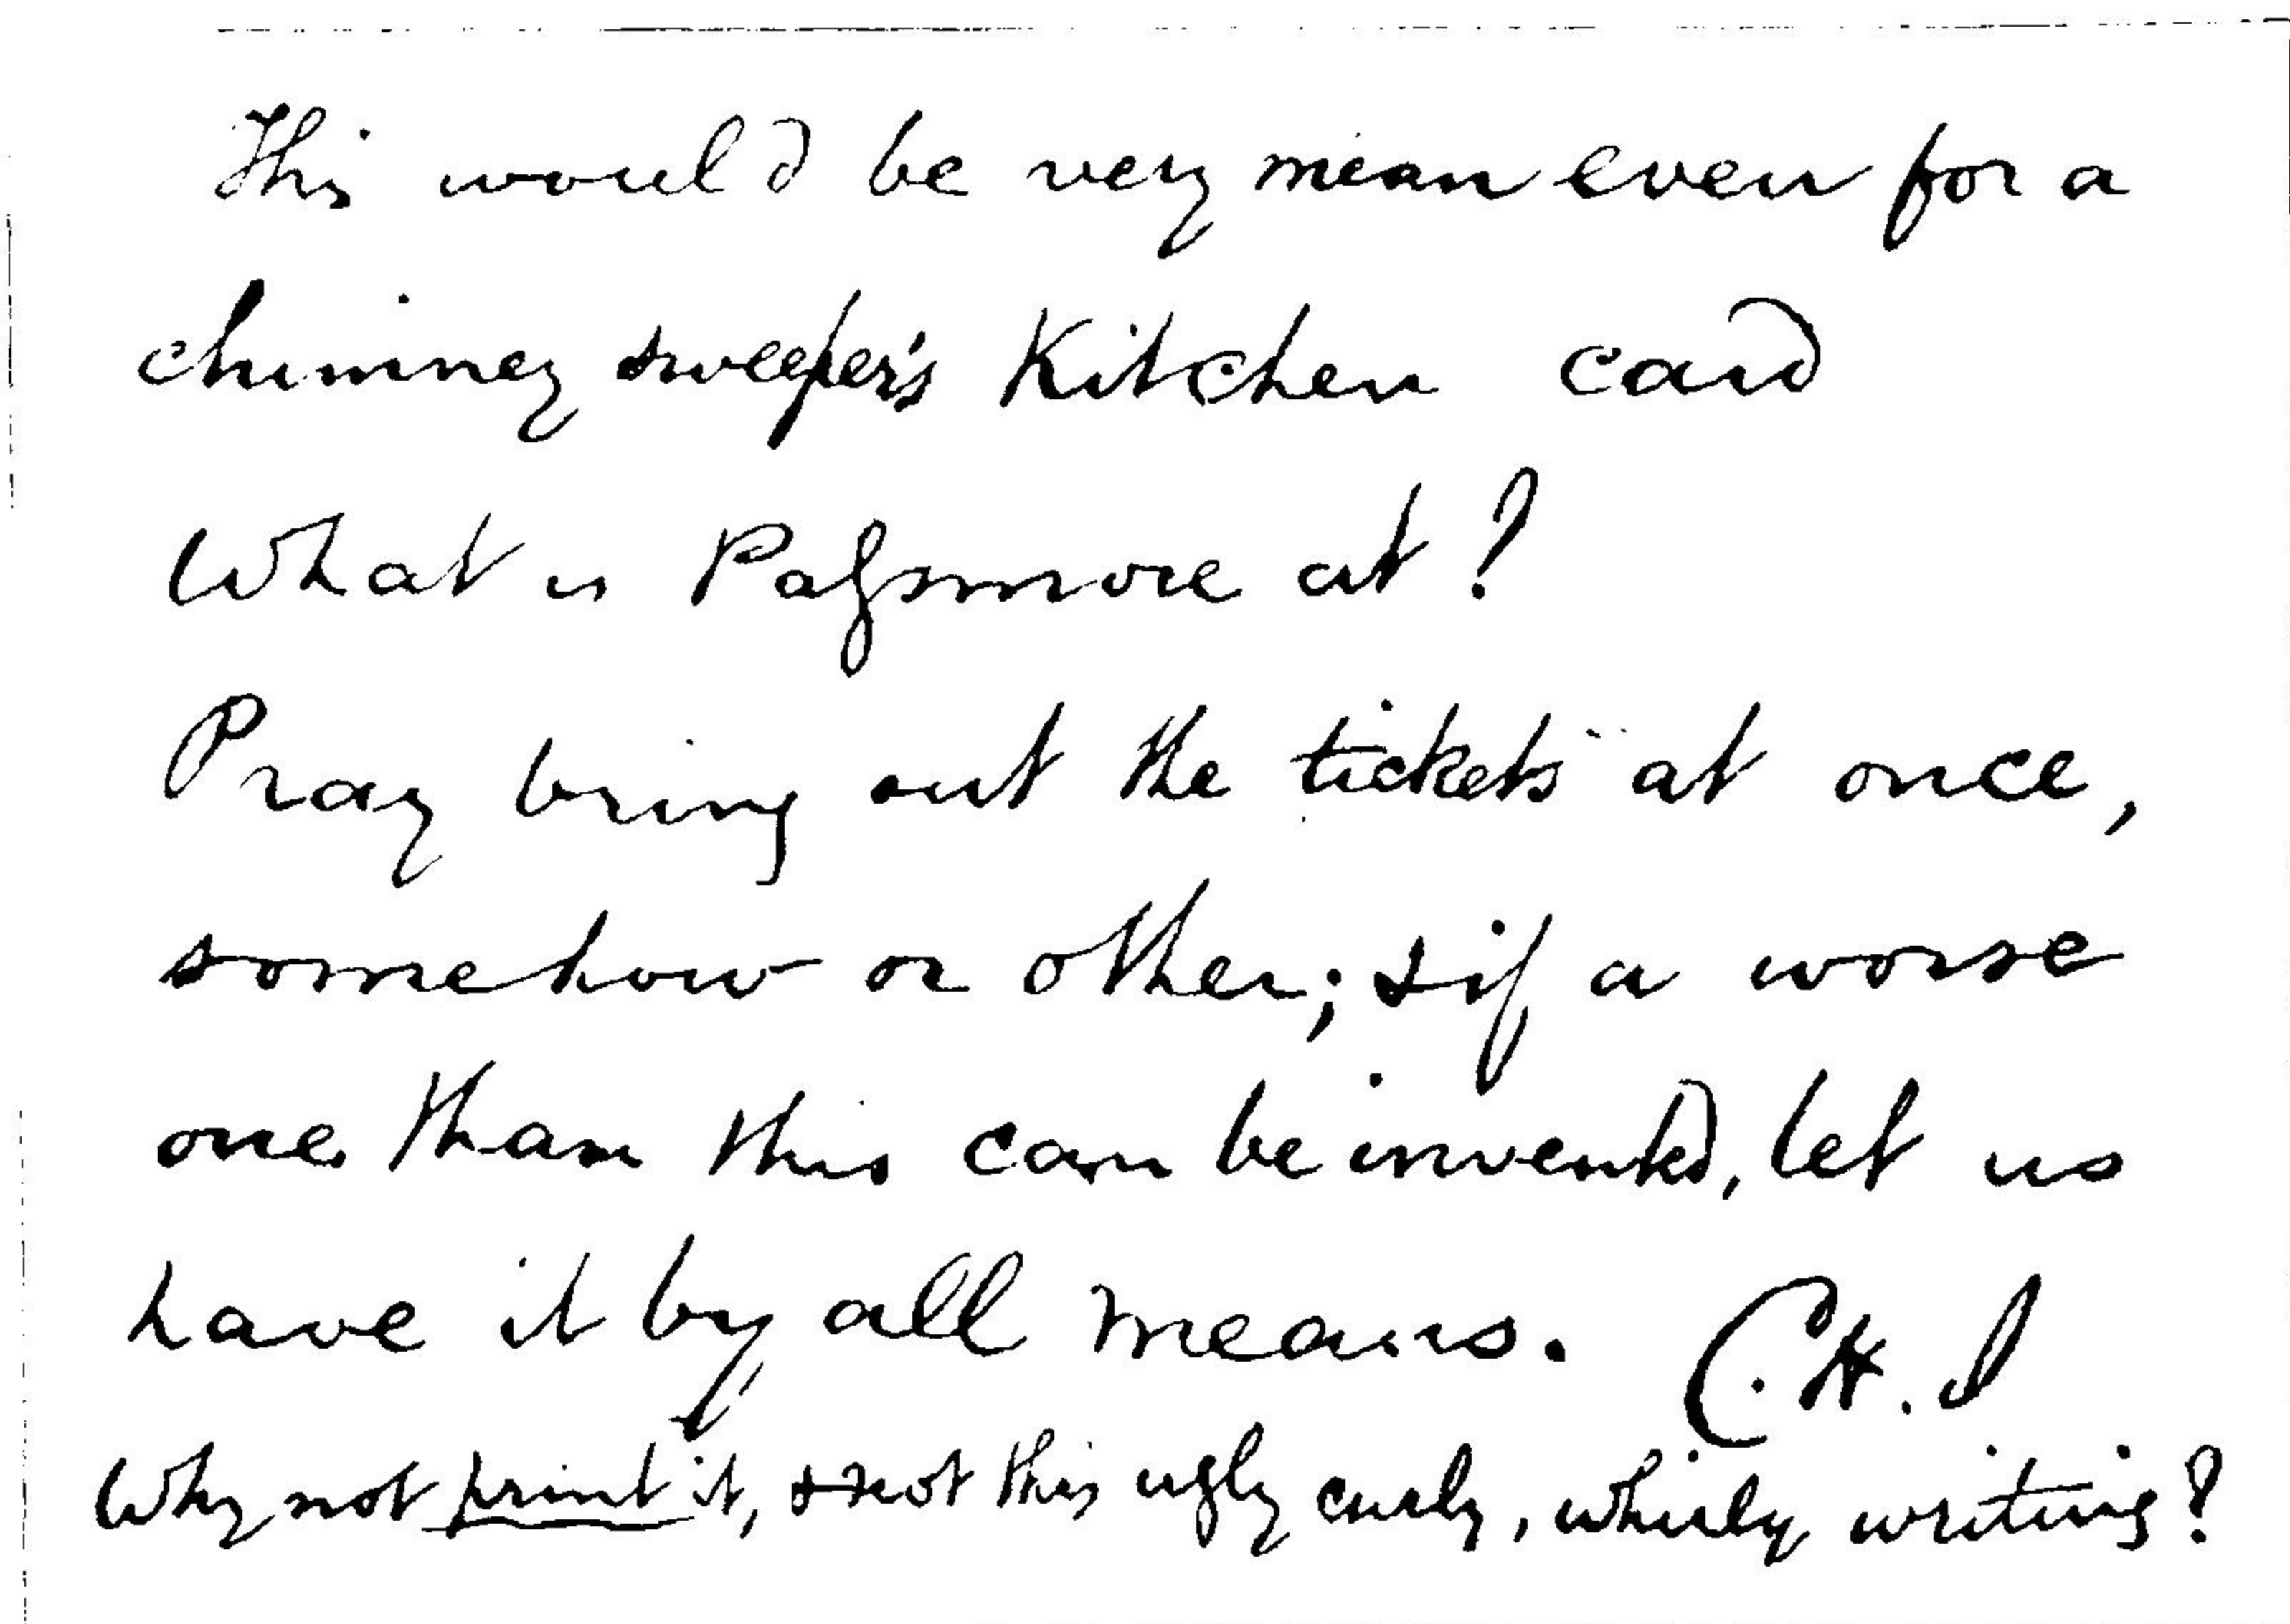 This would be very mean even for a
chimney sweeper's Kitchen card
What is Passmore at?
Pray bring out the tickets at once,
somehow or other; & if a worse
one than this can be invented, let us
have it by all means. C. H. S
Why not print it, & not this ugly curly, whirly writing?